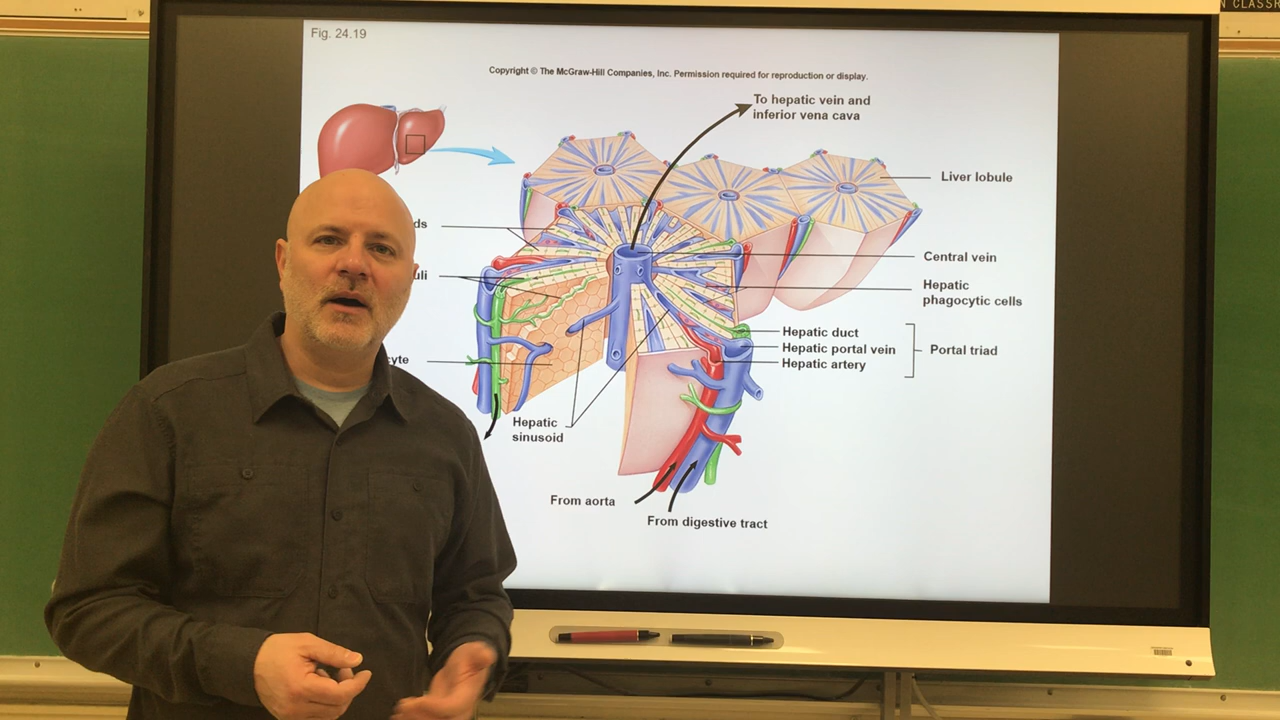 N CLASSR
Fig. 24.19
Copyright © The McGraw-Hill Companies, Inc. Permission required for reproduction or display.
To hepatic vein and
inferior vena cava
Liver lobule
ds
Central vein
uli
Hepatic
phagocytic cells
Hepatic duct
Hepatic portal vein
Hepatic artery
Portal triad
cyte
Hepatic
sinusoid
From aorta
From digestive tract